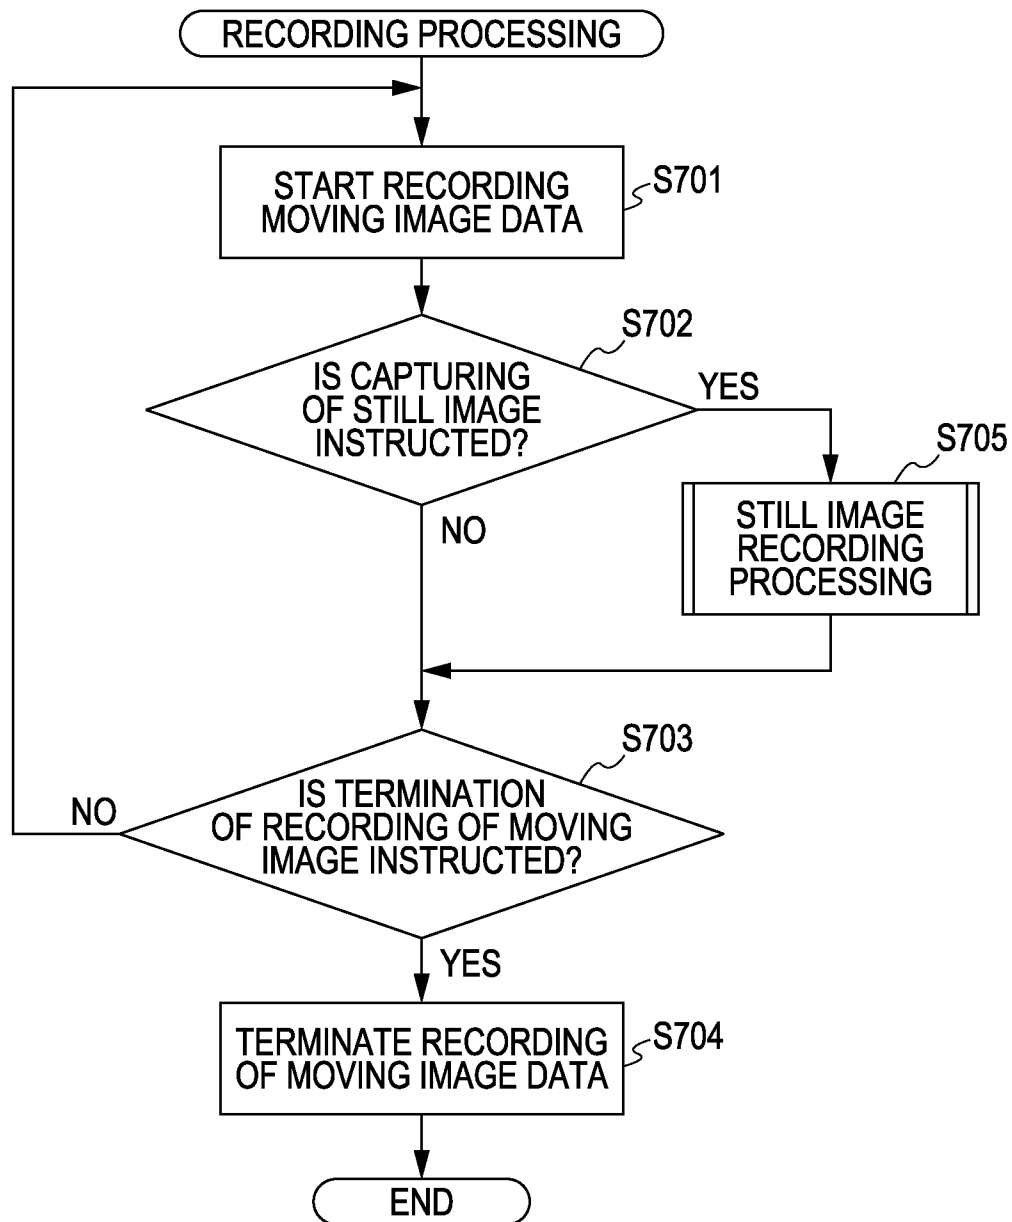 RECORDING PROCESSING
START RECORDING
MOVING IMAGE DATA
S701
S702
IS CAPTURING
OF STILL IMAGE
INSTRUCTED?
YES
S705
NO
STILL IMAGE
RECORDING
PROCESSING
S703
IS TERMINATION
OF RECORDING OF MOVING
IMAGE INSTRUCTED?
NO
YES
TERMINATE RECORDING
OF MOVING IMAGE DATA
S704
END